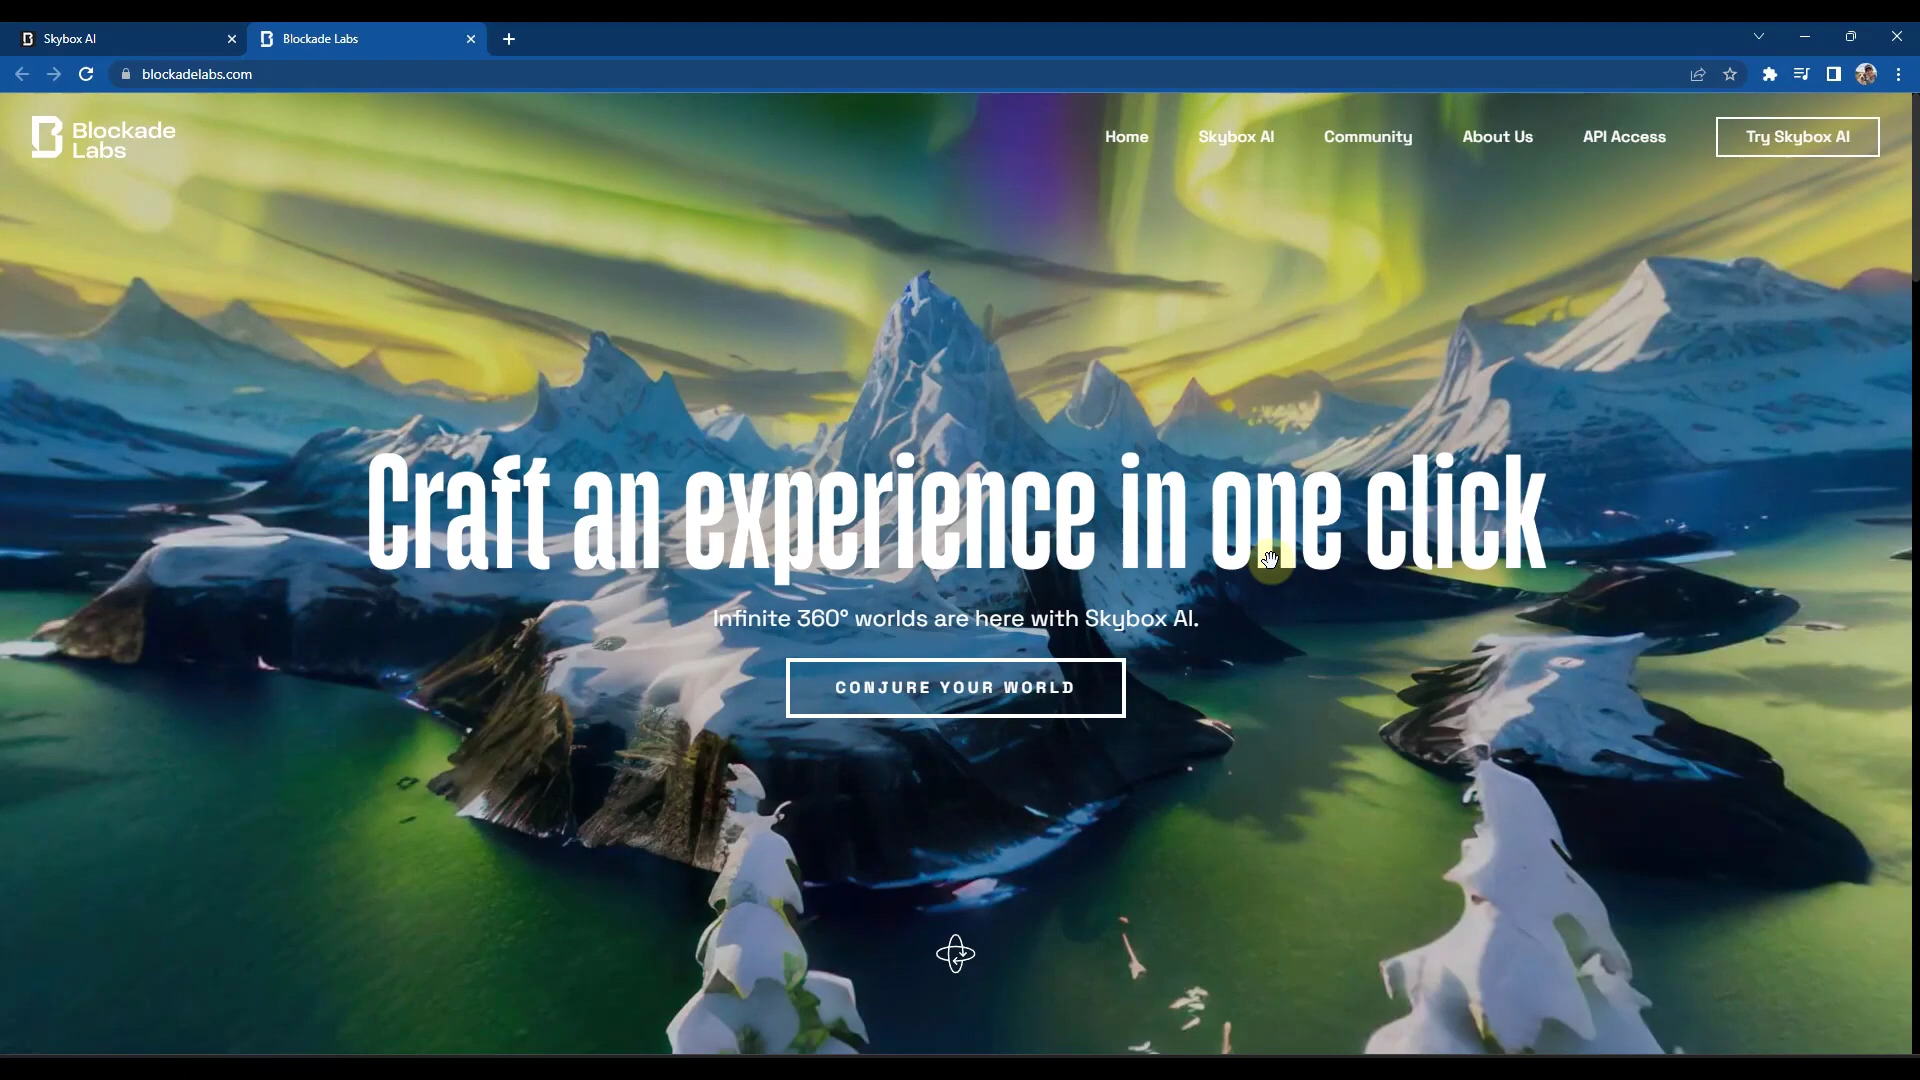 Skybox AI
Blockade Labs
blockadelabs.com
Blockade
Labs
Home
Skybox AI
Community
About Us
API Access
Try Skybox AI
Craft an experience in one click
Infinite 360° worlds are here with Skybox AI.
CONJURE YOUR WORLD